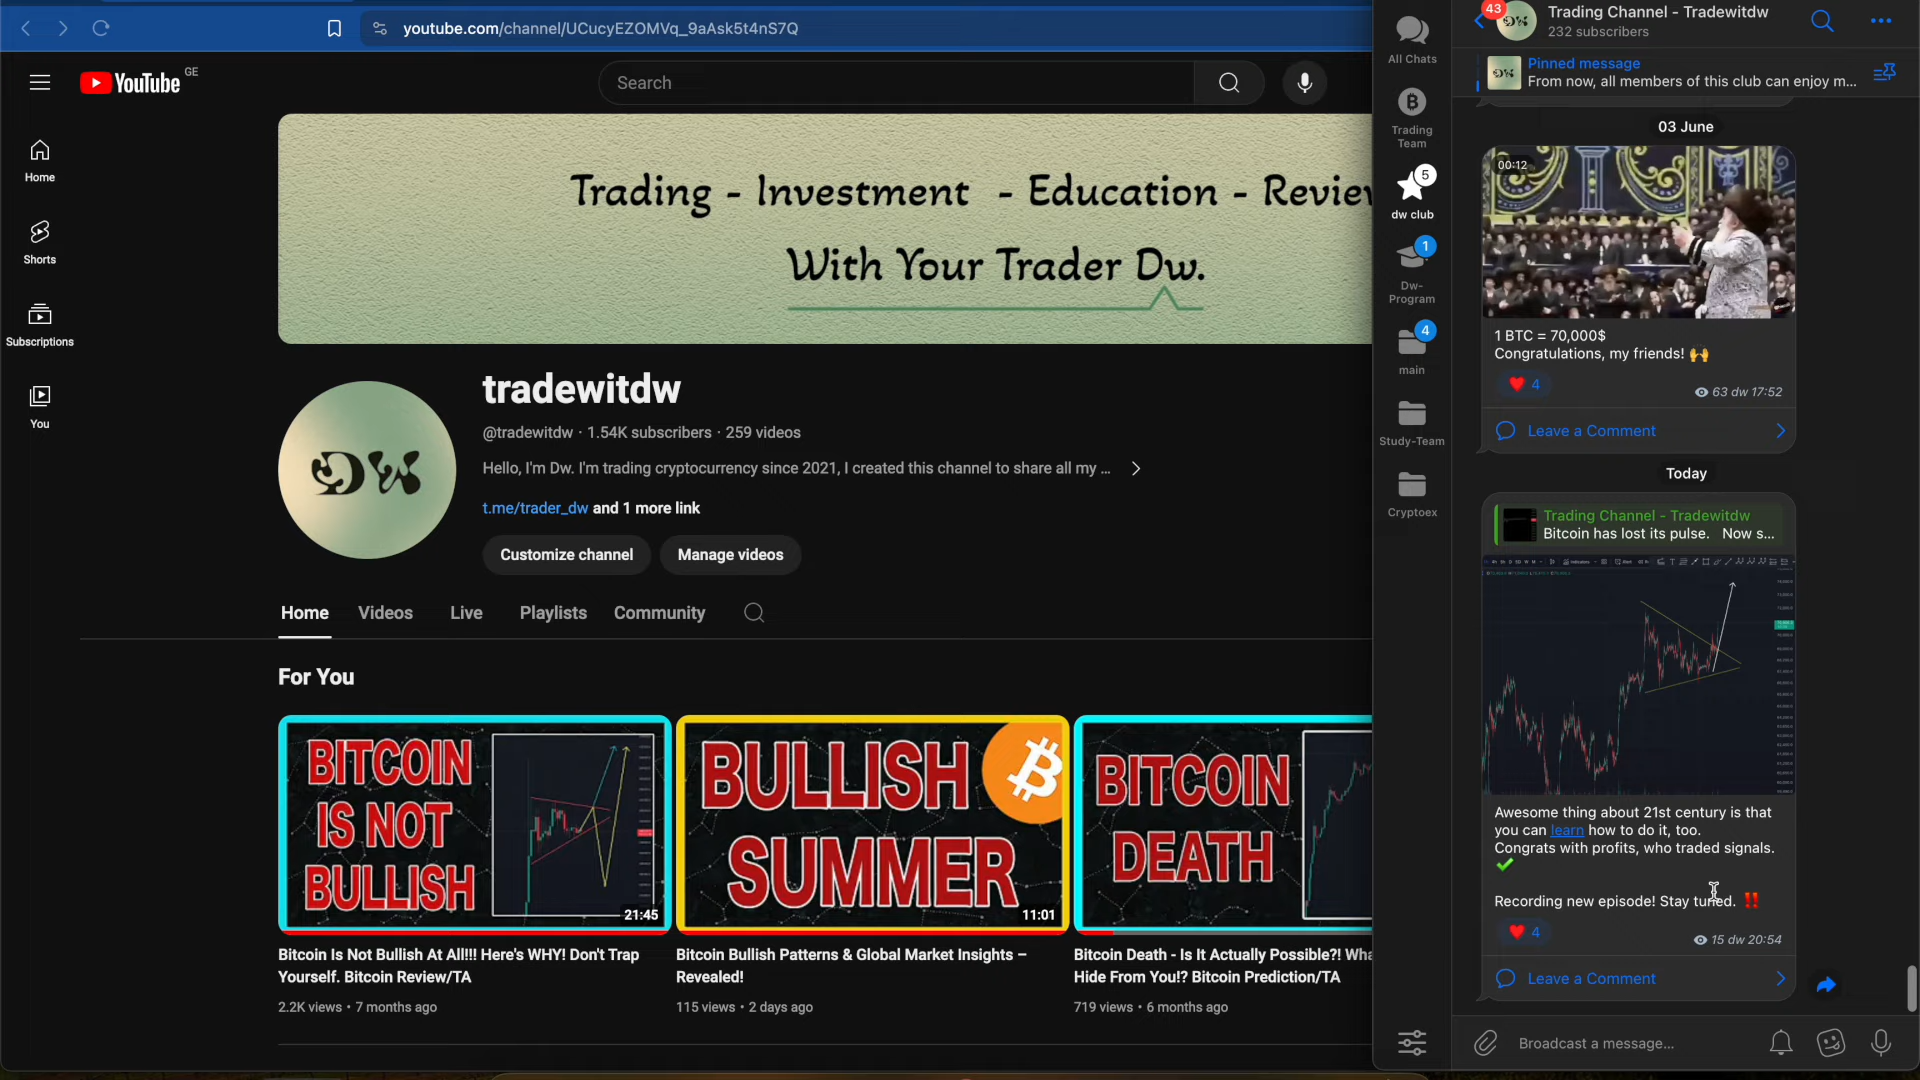 youtube.com/channel/UCucyEZOMVq_9aAsk5t4nS7Q
YouTube GE
Search
Home
Shorts
Subscriptions
You
Trading - Investment - Education - Review
With Your Trader Dw.
DW
tradewitdw
@tradewitdw · 1.54K subscribers · 259 videos
Hello, I'm Dw. I'm trading cryptocurrency since 2021, I created this channel to share all my ...
t.me/trader_dw and 1 more link
Customize channel
Manage videos
Home
Videos
Live
Playlists
Community
For You
BITCOIN
IS NOT
BULLISH
21:45
Bitcoin Is Not Bullish At All!!! Here's WHY! Don't Trap
Yourself. Bitcoin Review/TA
2.2K views · 7 months ago
BULLISH
SUMMER
11:01
Bitcoin Bullish Patterns & Global Market Insights –
Revealed!
115 views · 2 days ago
BITCOIN
DEATH
Bitcoin Death - Is It Actually Possible?! Wha
Hide From You!? Bitcoin Prediction/TA
719 views · 6 months ago
All Chats
Trading
Team
5
dw club
1
Dw-
Program
4
main
Study-Team
Cryptoex
43
DW
Trading Channel - Tradewitdw
232 subscribers
DW
Pinned message
From now, all members of this club can enjoy m...
03 June
00:12
1 BTC = 70,000$
Congratulations, my friends! 🙌
❤️ 4
63 dw 17:52
Leave a Comment
Today
Trading Channel - Tradewitdw
Bitcoin has lost its pulse. Now s...
Awesome thing about 21st century is that
you can learn how to do it, too.
Congrats with profits, who traded signals.
✔️
Recording new episode! Stay tuned. ‼️
❤️ 4
15 dw 20:54
Leave a Comment
Broadcast a message...